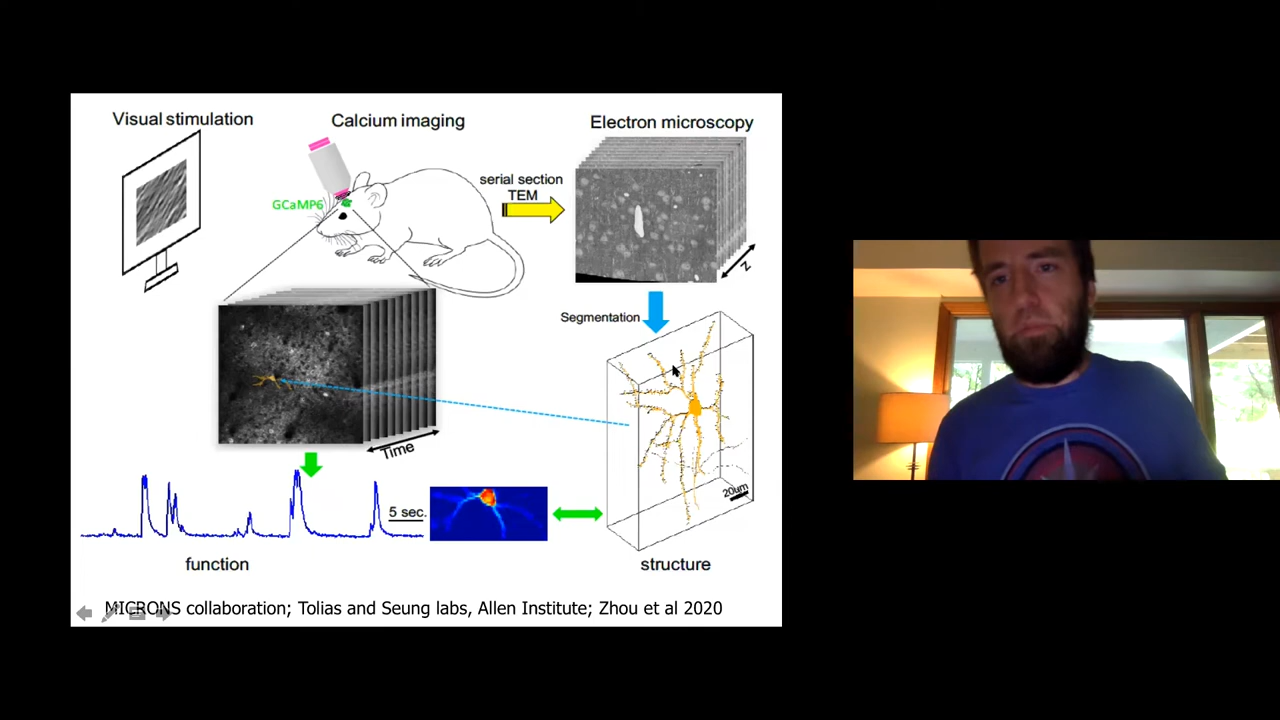 Visual stimulation
Calcium imaging
Electron microscopy
GCaMP6
serial section
TEM
Z
Segmentation
Time
5 sec.
20um
function
structure
MICRONS collaboration; Tolias and Seung labs, Allen Institute; Zhou et al 2020